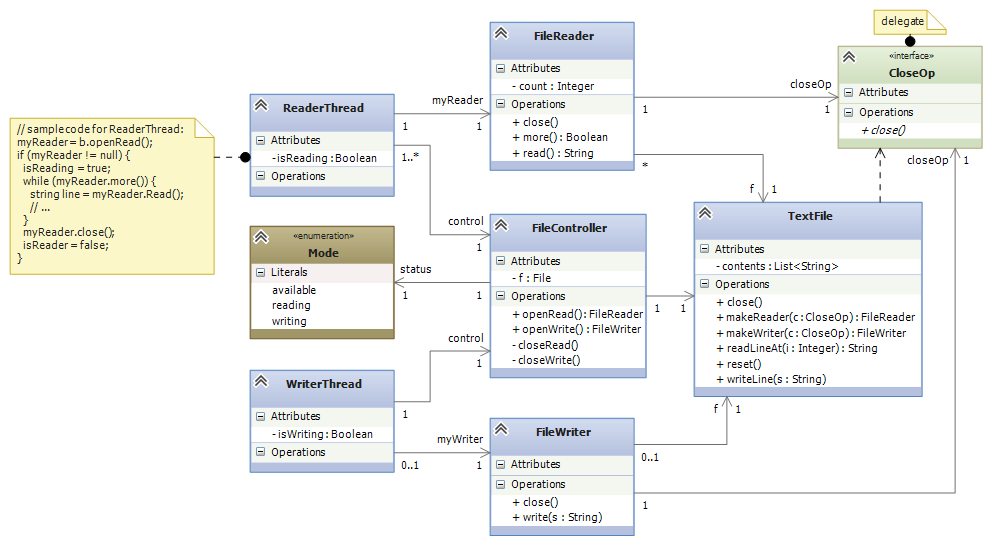 delegate
«interface»
CloseOp
Attributes
Operations
+ close()
FileReader
Attributes
- count : Integer
Operations
+ close()
+ more() : Boolean
+ read() : String
closeOp
1
1
ReaderThread
Attributes
- isReading : Boolean
Operations
myReader
1
1
1..*
// samplecode for ReaderThread:
myReader = b.openRead();
if (myReader != null) {
isReading = true;
while (myReader.more()) {
string line = myReader.Read();
// ...
}
myReader.close();
isReader = false;
}
*
f
1
closeOp
1
control
1
«enumeration»
Mode
Literals
available
reading
writing
status
1
1
FileController
Attributes
- f : File
Operations
+ openRead() : FileReader
+ openWrite() : FileWriter
- closeRead()
- closeWrite()
1
1
TextFile
Attributes
- contents : List<String>
Operations
+ close()
+ makeReader(c : CloseOp) : FileReader
+ makeWriter(c : CloseOp) : FileWriter
+ readLineAt(i : Integer) : String
+ reset()
+ writeLine(s : String)
control
1
1
WriterThread
Attributes
- isWriting : Boolean
Operations
myWriter
0..1
1
FileWriter
Attributes
Operations
+ close()
+ write(s : String)
f
1
0..1
1